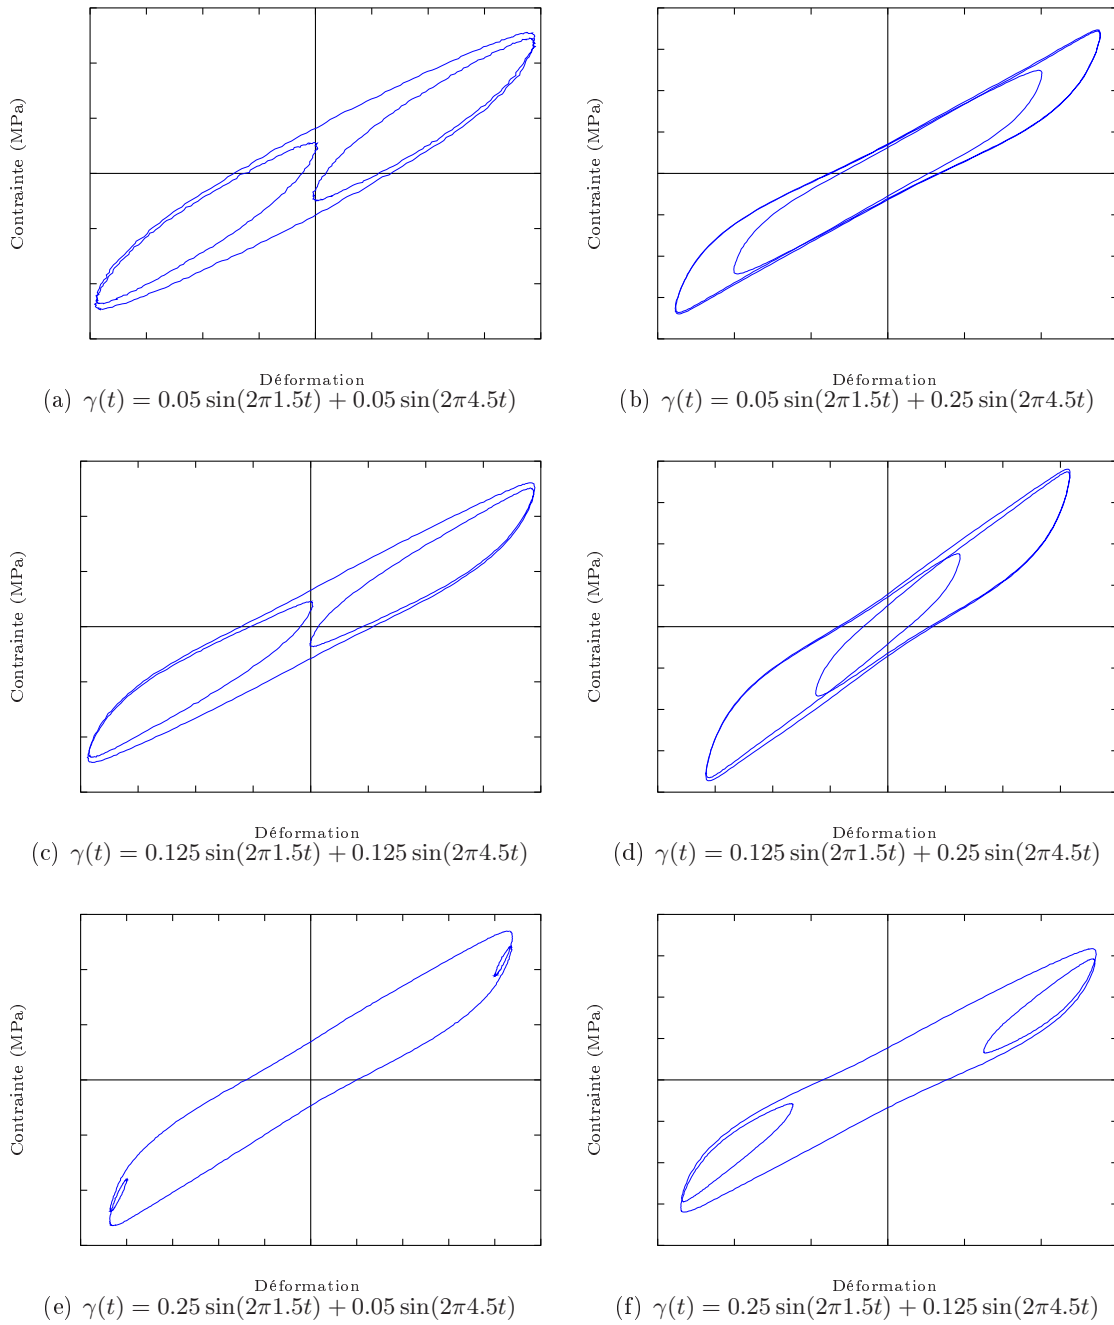 Contrainte (MPa)
Déformation
(a) γ(t) = 0.05 sin(2π1.5t) + 0.05 sin(2π4.5t)
Contrainte (MPa)
Déformation
(b) γ(t) = 0.05 sin(2π1.5t) + 0.25 sin(2π4.5t)
Contrainte (MPa)
Déformation
(c) γ(t) = 0.125 sin(2π1.5t) + 0.125 sin(2π4.5t)
Contrainte (MPa)
Déformation
(d) γ(t) = 0.125 sin(2π1.5t) + 0.25 sin(2π4.5t)
Contrainte (MPa)
Déformation
(e) γ(t) = 0.25 sin(2π1.5t) + 0.05 sin(2π4.5t)
Contrainte (MPa)
Déformation
(f) γ(t) = 0.25 sin(2π1.5t) + 0.125 sin(2π4.5t)